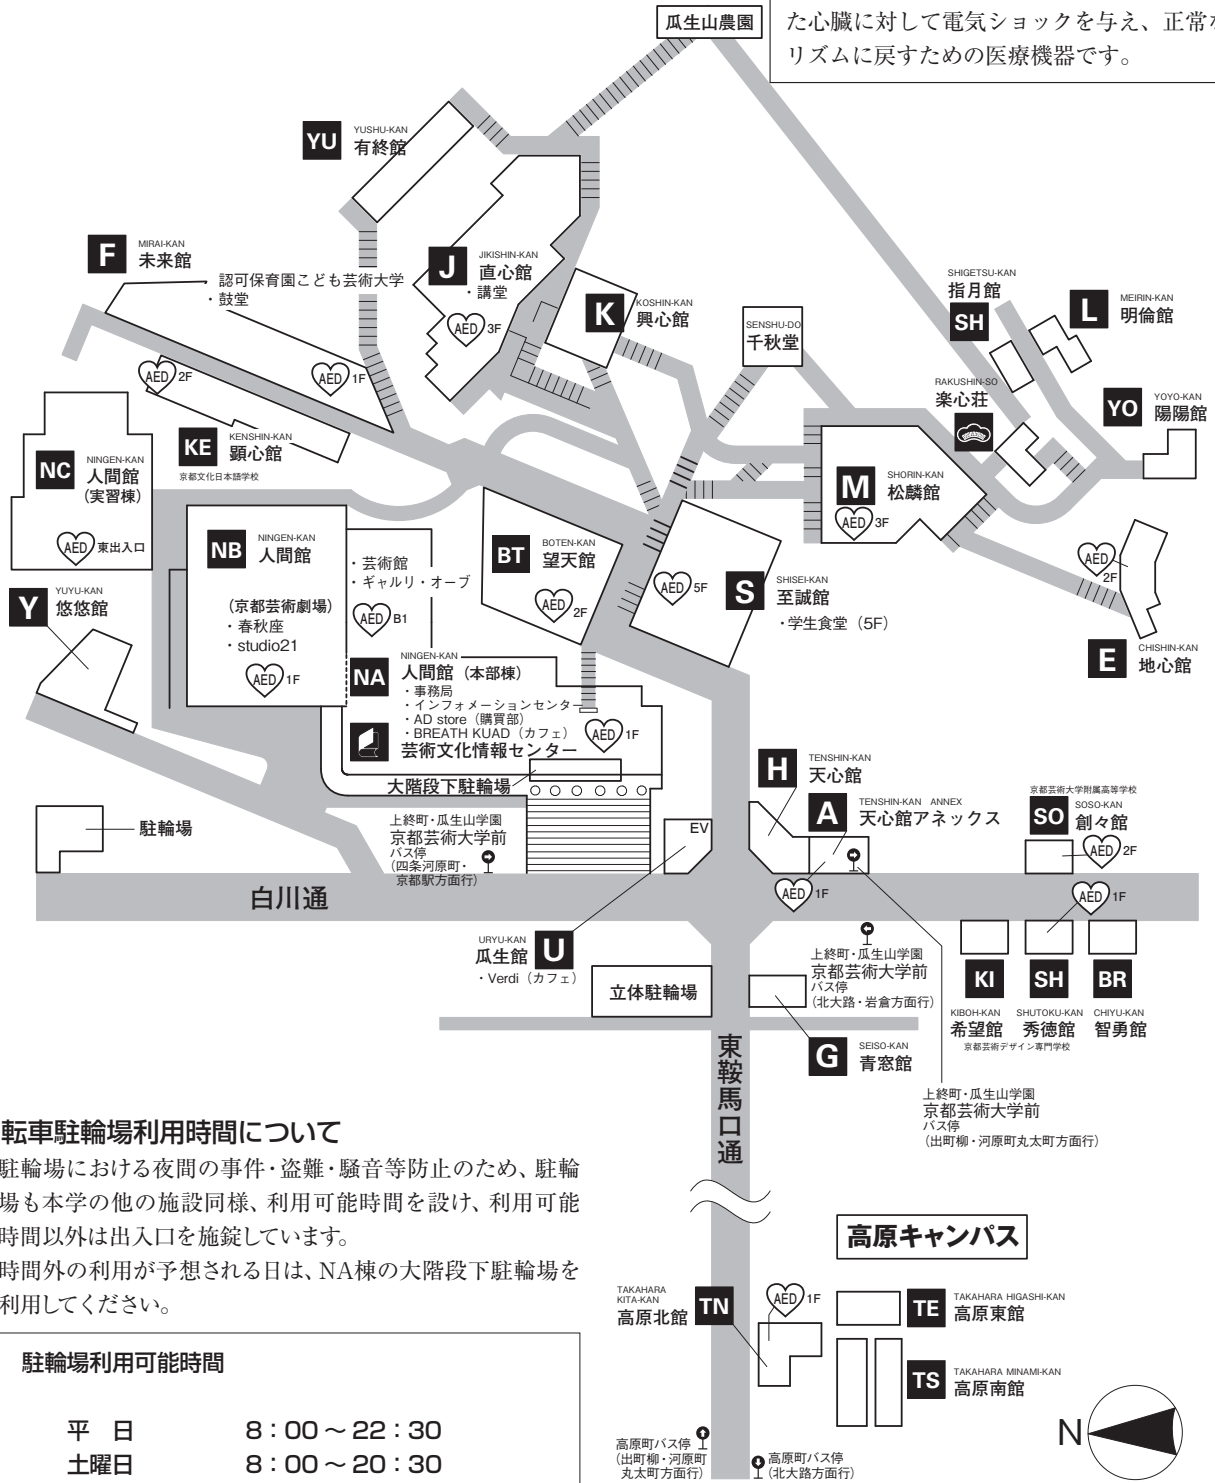 瓜生山農園
た心臓に対して電気ショックを与え、正常な
リズムに戻すための医療機器です。
YU
YUSHU-KAN
有終館
F
MIRAI-KAN
未来館
・認可保育園こども芸術大学
・鼓堂
J
JIKISHIN-KAN
直心館
・講堂
AED 3F
K
KOSHIN-KAN
興心館
SENSHU-DO
千秋堂
SHIGETSU-KAN
指月館
SH
L
MEIRIN-KAN
明倫館
RAKUSHIN-SO
楽心荘
YO
YOYO-KAN
陽陽館
AED 2F
AED 1F
KE
KENSHIN-KAN
顕心館
京都文化日本語学校
NC
NINGEN-KAN
人間館
(実習棟)
AED 東出入口
M
SHORIN-KAN
松麟館
AED 3F
NB
NINGEN-KAN
人間館
(京都芸術劇場)
・春秋座
・studio21
AED 1F
・芸術館
・ギャルリ・オーブ
AED B1
BT
BOTEN-KAN
望天館
AED 2F
AED 5F
S
SHISEI-KAN
至誠館
・学生食堂（5F）
AED
2F
E
CHISHIN-KAN
地心館
Y
YUYU-KAN
悠悠館
NA
NINGEN-KAN
人間館（本部棟）
・事務局
・インフォメーションセンター
・AD store（購買部）
・BREATH KUAD（カフェ）
芸術文化情報センター
AED 1F
大階段下駐輪場
駐輪場
上終町・瓜生山学園
京都芸術大学前
バス停
(四条河原町・
京都駅方面行)
EV
H
TENSHIN-KAN
天心館
A
TENSHIN-KAN ANNEX
天心館アネックス
京都芸術大学附属高等学校
SO
SOSO-KAN
創々館
AED 2F
白川通
AED 1F
AED 1F
URYU-KAN
瓜生館
U
・Verdi（カフェ）
立体駐輪場
上終町・瓜生山学園
京都芸術大学前
バス停
(北大路・岩倉方面行)
KI
SH
BR
KIBOH-KAN
希望館
SHUTOKU-KAN
秀徳館
CHIYU-KAN
智勇館
京都芸術デザイン専門学校
G
SEISO-KAN
青窓館
上終町・瓜生山学園
京都芸術大学前
バス停
(出町柳・河原町丸太町方面行)
東鞍馬口通
転車駐輪場利用時間について
駐輪場における夜間の事件・盗難・騒音等防止のため、駐輪
場も本学の他の施設同様、利用可能時間を設け、利用可能
時間以外は出入口を施錠しています。
時間外の利用が予想される日は、NA棟の大階段下駐輪場を
利用してください。
駐輪場利用可能時間
平　日 8：00～22：30
土曜日 8：00～20：30
高原キャンパス
TAKAHARA
KITA-KAN
高原北館
TN
AED 1F
TE
TAKAHARA HIGASHI-KAN
高原東館
TS
TAKAHARA MINAMI-KAN
高原南館
N
高原町バス停
(出町柳・河原町
丸太町方面行)
高原町バス停
(北大路方面行)